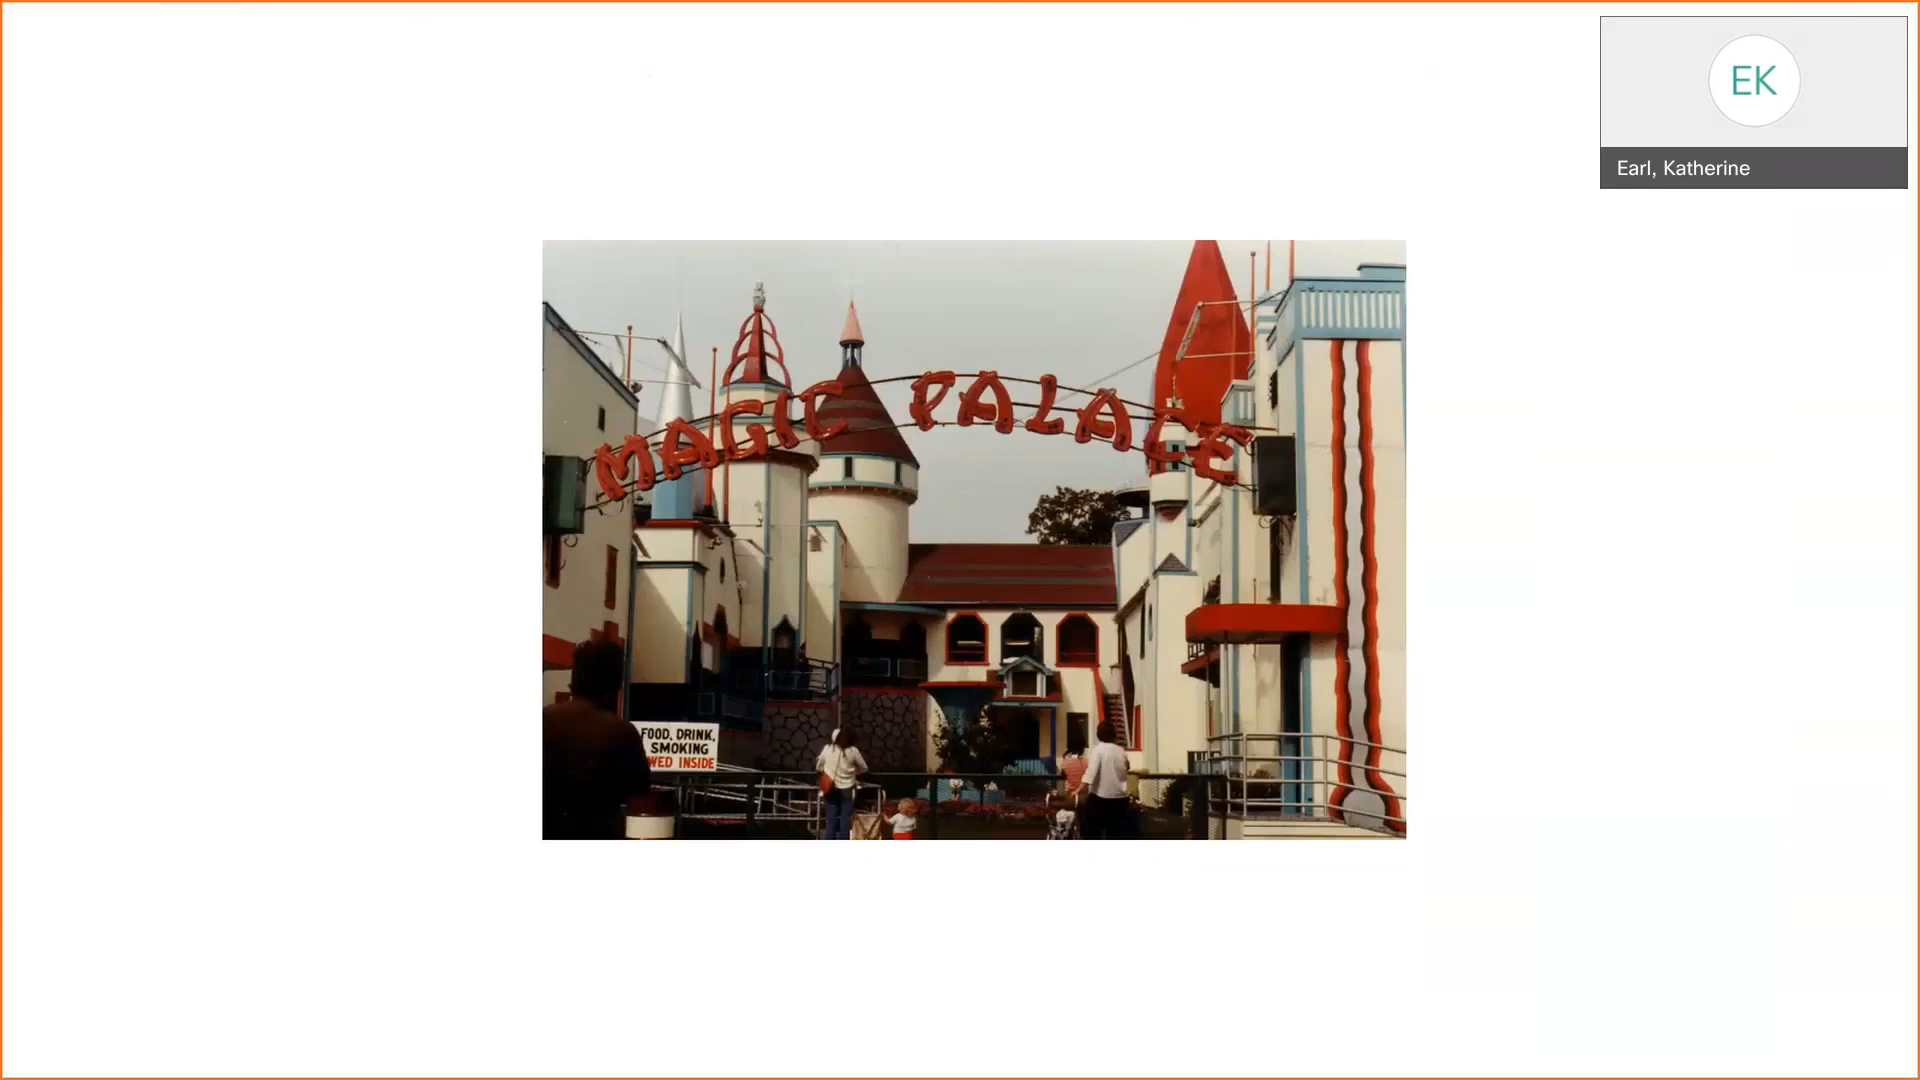 EK
Earl, Katherine
MAGIC PALACE
FOOD, DRINK,
SMOKING
WED INSIDE